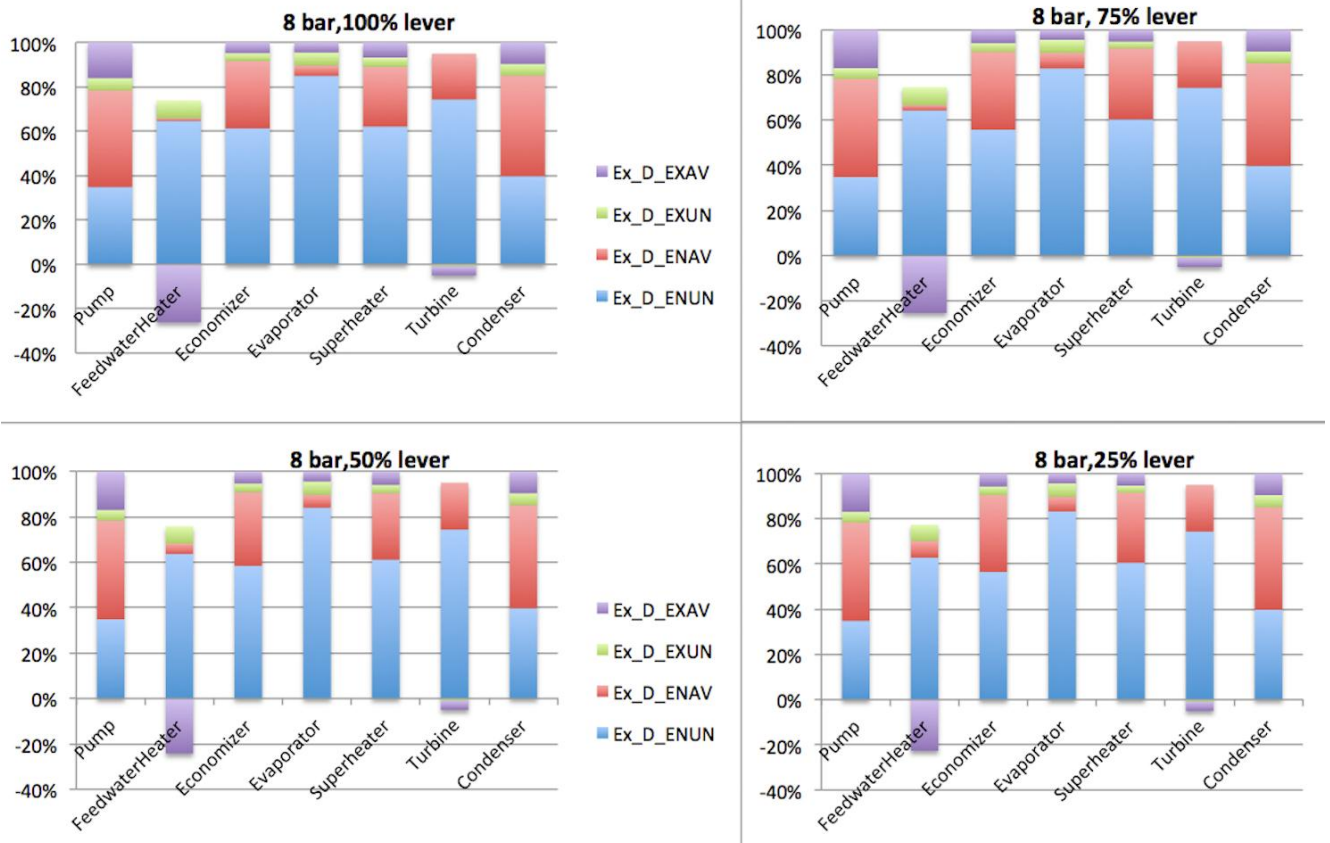 8 bar,100% lever
100%
80%
60%
40%
20%
0%
-20%
-40%
Pump
FeedwaterHeater
Economizer
Evaporator
Superheater
Turbine
Condenser
Ex_D_EXAV
Ex_D_EXUN
Ex_D_ENAV
Ex_D_ENUN
8 bar, 75% lever
100%
80%
60%
40%
20%
0%
-20%
-40%
Pump
FeedwaterHeater
Economizer
Evaporator
Superheater
Turbine
Condenser
8 bar,50% lever
100%
80%
60%
40%
20%
0%
-20%
-40%
Pump
FeedwaterHeater
Economizer
Evaporator
Superheater
Turbine
Condenser
Ex_D_EXAV
Ex_D_EXUN
Ex_D_ENAV
Ex_D_ENUN
8 bar,25% lever
100%
80%
60%
40%
20%
0%
-20%
-40%
Pump
FeedwaterHeater
Economizer
Evaporator
Superheater
Turbine
Condenser